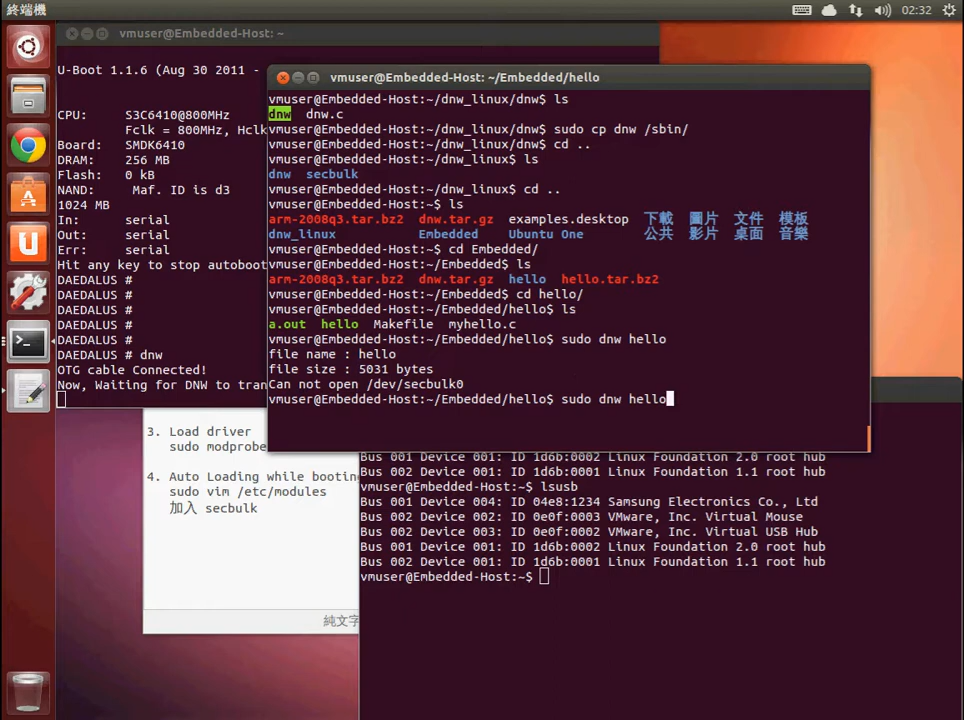 終端機
02:32
vmuser@Embedded-Host: ~
U-Boot 1.1.6 (Aug 30 2011 -
CPU: S3C6410@800MHz
Fclk = 800MHz, Hclk
Board: SMDK6410
DRAM: 256 MB
Flash: 0 kB
NAND: Maf. ID is d3
1024 MB
In: serial
Out: serial
Err: serial
Hit any key to stop autoboot
DAEDALUS #
DAEDALUS #
DAEDALUS #
DAEDALUS #
DAEDALUS #
DAEDALUS # dnw
OTG cable Connected!
Now, Waiting for DNW to tran
vmuser@Embedded-Host: ~/Embedded/hello
vmuser@Embedded-Host:~/dnw_linux/dnw$ ls
dnw dnw.c
vmuser@Embedded-Host:~/dnw_linux/dnw$ sudo cp dnw /sbin/
vmuser@Embedded-Host:~/dnw_linux/dnw$ cd ..
vmuser@Embedded-Host:~/dnw_linux$ ls
dnw secbulk
vmuser@Embedded-Host:~/dnw_linux$ cd ..
vmuser@Embedded-Host:~$ ls
arm-2008q3.tar.bz2 dnw.tar.gz examples.desktop 下載 圖片 文件 模板
dnw_linux Embedded Ubuntu One 公共 影片 桌面 音樂
vmuser@Embedded-Host:~$ cd Embedded/
vmuser@Embedded-Host:~/Embedded$ ls
arm-2008q3.tar.bz2 dnw.tar.gz hello hello.tar.bz2
vmuser@Embedded-Host:~/Embedded$ cd hello/
vmuser@Embedded-Host:~/Embedded/hello$ ls
a.out hello Makefile myhello.c
vmuser@Embedded-Host:~/Embedded/hello$ sudo dnw hello
file name : hello
file size : 5031 bytes
Can not open /dev/secbulk0
vmuser@Embedded-Host:~/Embedded/hello$ sudo dnw hello
3. Load driver
sudo modprobe
4. Auto Loading while booting
sudo vim /etc/modules
加入 secbulk
純文字
Bus 001 Device 001: ID 1d6b:0002 Linux Foundation 2.0 root hub
Bus 002 Device 001: ID 1d6b:0001 Linux Foundation 1.1 root hub
vmuser@Embedded-Host:~$ lsusb
Bus 001 Device 004: ID 04e8:1234 Samsung Electronics Co., Ltd
Bus 002 Device 002: ID 0e0f:0003 VMware, Inc. Virtual Mouse
Bus 002 Device 003: ID 0e0f:0002 VMware, Inc. Virtual USB Hub
Bus 001 Device 001: ID 1d6b:0002 Linux Foundation 2.0 root hub
Bus 002 Device 001: ID 1d6b:0001 Linux Foundation 1.1 root hub
vmuser@Embedded-Host:~$